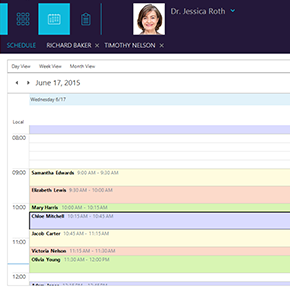 Dr. Jessica Roth
SCHEDULE RICHARD BAKER × TIMOTHY NELSON ×
Day View Week View Month View
June 17, 2015
Wednesday 6/17
Local
08:00
09:00
Samantha Edwards 9:00 AM - 9:30 AM
Elizabeth Lewis 9:30 AM - 10:00 AM
10:00
Mary Harris 10:00 AM - 10:15 AM
Chloe Mitchell 10:15 AM - 10:45 AM
Jacob Carter 10:45 AM - 11:15 AM
11:00
Victoria Nelson 11:15 AM - 11:30 AM
Olivia Young 11:30 AM - 12:00 PM
12:00